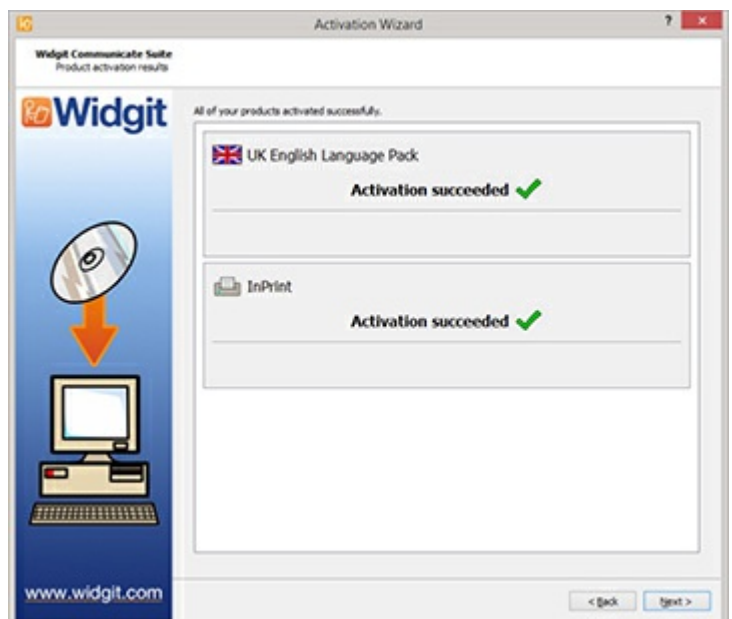 Activation Wizard
?
Widgit Communicate Suite
Product activation results
Widgit
All of your products activated successfully.
UK English Language Pack
Activation succeeded
InPrint
Activation succeeded
www.widgit.com
< Back
Next >